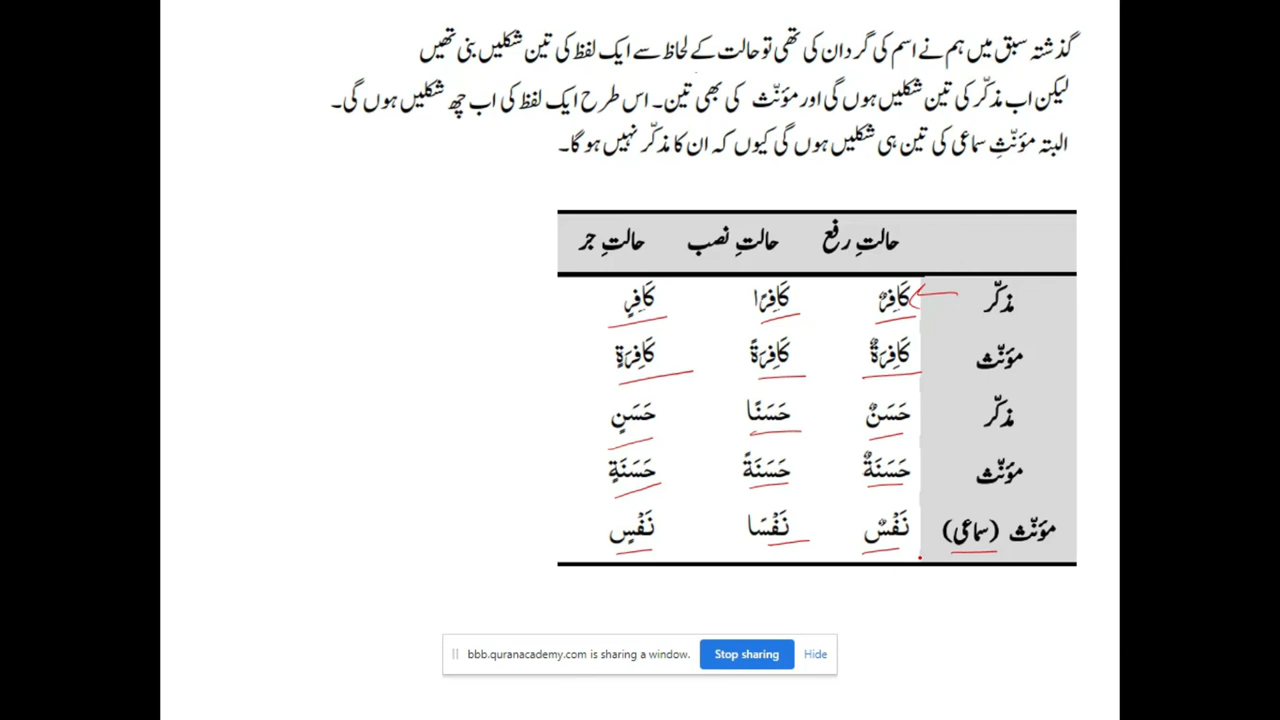 گذشتہ سبق میں ہم نے اسم کی گردان کی تھی تو حالت کے لحاظ سے ایک لفظ کی تین شکلیں بنی تھیں
لیکن اب مذکّر کی تین شکلیں ہوں گی اور مؤنّث کی بھی تین۔ اس طرح ایک لفظ کی اب چھ شکلیں ہوں گی۔
البتہ مؤنّثِ سماعی کی تین ہی شکلیں ہوں گی کیوں کہ ان کا مذکّر نہیں ہو گا۔
حالتِ رفع حالتِ نصب حالتِ جر
مذکّر كَافِرٌ كَافِرًا كَافِرٍ
مؤنّث كَافِرَةٌ كَافِرَةً كَافِرَةٍ
مذکّر حَسَنٌ حَسَنًا حَسَنٍ
مؤنّث حَسَنَةٌ حَسَنَةً حَسَنَةٍ
مؤنّث (سماعی) نَفْسٌ نَفْسًا نَفْسٍ
bbb.quranacademy.com is sharing a window. Stop sharing Hide